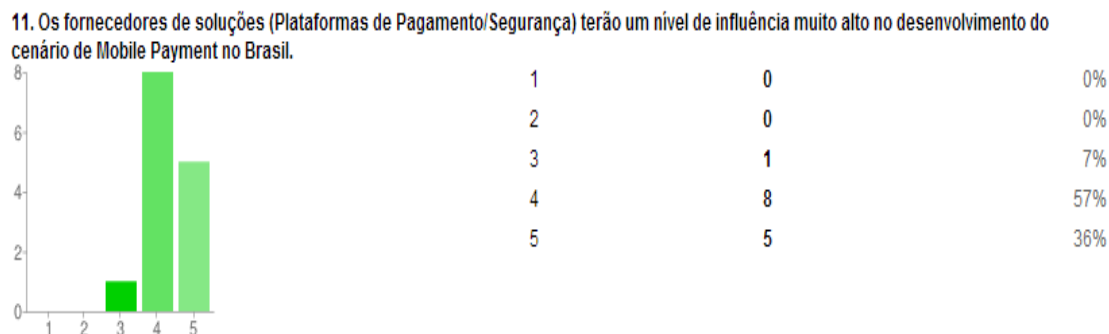 11. Os fornecedores de soluções (Plataformas de Pagamento/Segurança) terão um nível de influência muito alto no desenvolvimento do
cenário de Mobile Payment no Brasil.
8
6
4
2
0
1 2 3 4 5
1 0 0%
2 0 0%
3 1 7%
4 8 57%
5 5 36%